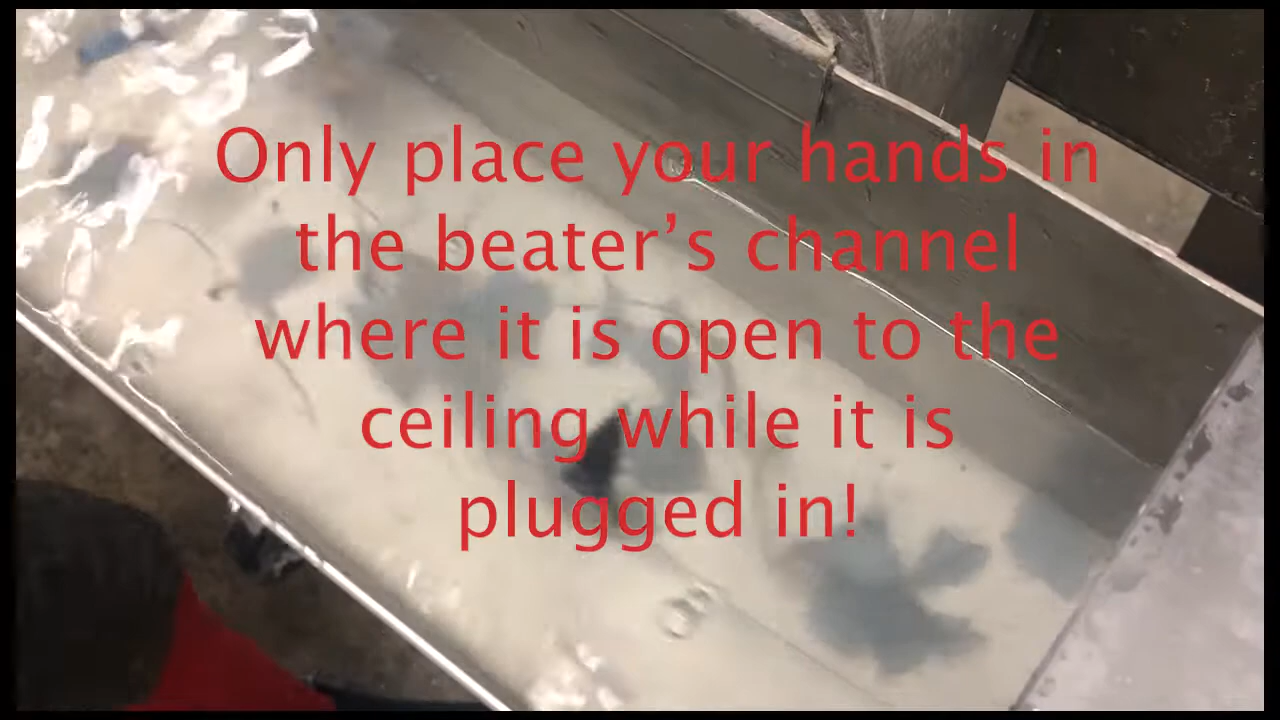 Only place your hands in
the beater’s channel
where it is open to the
ceiling while it is
plugged in!